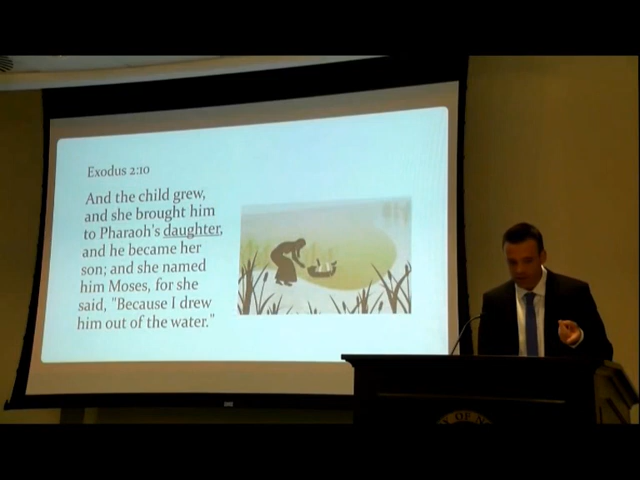 Exodus 2:10
And the child grew,
and she brought him
to Pharaoh's daughter,
and he became her
son; and she named
him Moses, for she
said, "Because I drew
him out of the water."
Y OF N